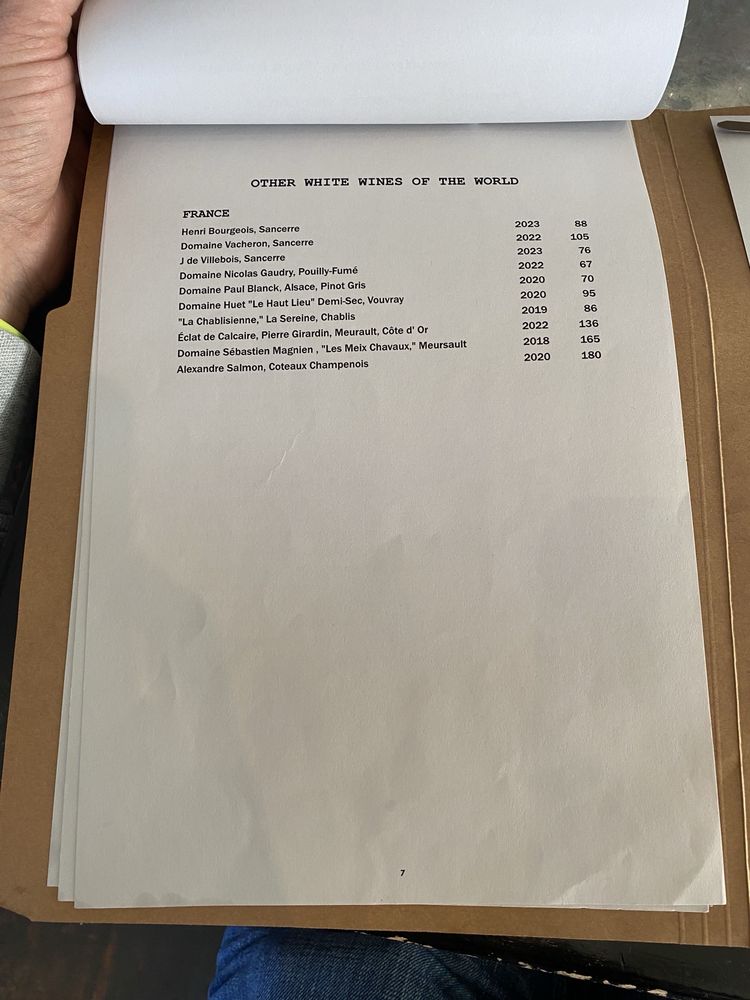 OTHER WHITE WINES OF THE WORLD
FRANCE
Henri Bourgeois, Sancerre 2023 88
Domaine Vacheron, Sancerre 2022 105
J de Villebois, Sancerre 2023 76
Domaine Nicolas Gaudry, Pouilly-Fumé 2022 67
Domaine Paul Blanck, Alsace, Pinot Gris 2020 70
Domaine Huet "Le Haut Lieu" Demi-Sec, Vouvray 2020 95
"La Chablisienne," La Sereine, Chablis 2019 86
Éclat de Calcaire, Pierre Girardin, Meurault, Côte d' Or 2022 136
Domaine Sébastien Magnien , "Les Meix Chavaux," Meursault 2018 165
Alexandre Salmon, Coteaux Champenois 2020 180
7